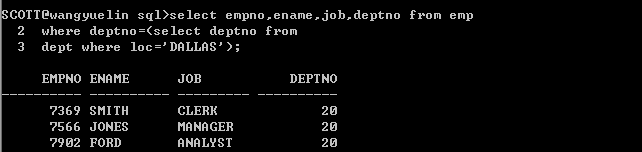 SCOTT@wangyuelin sql>select empno,ename,job,deptno from emp
2 where deptno=(select deptno from
3 dept where loc='DALLAS');
EMPNO ENAME JOB DEPTNO
---------- ---------- --------- ----------
7369 SMITH CLERK 20
7566 JONES MANAGER 20
7902 FORD ANALYST 20